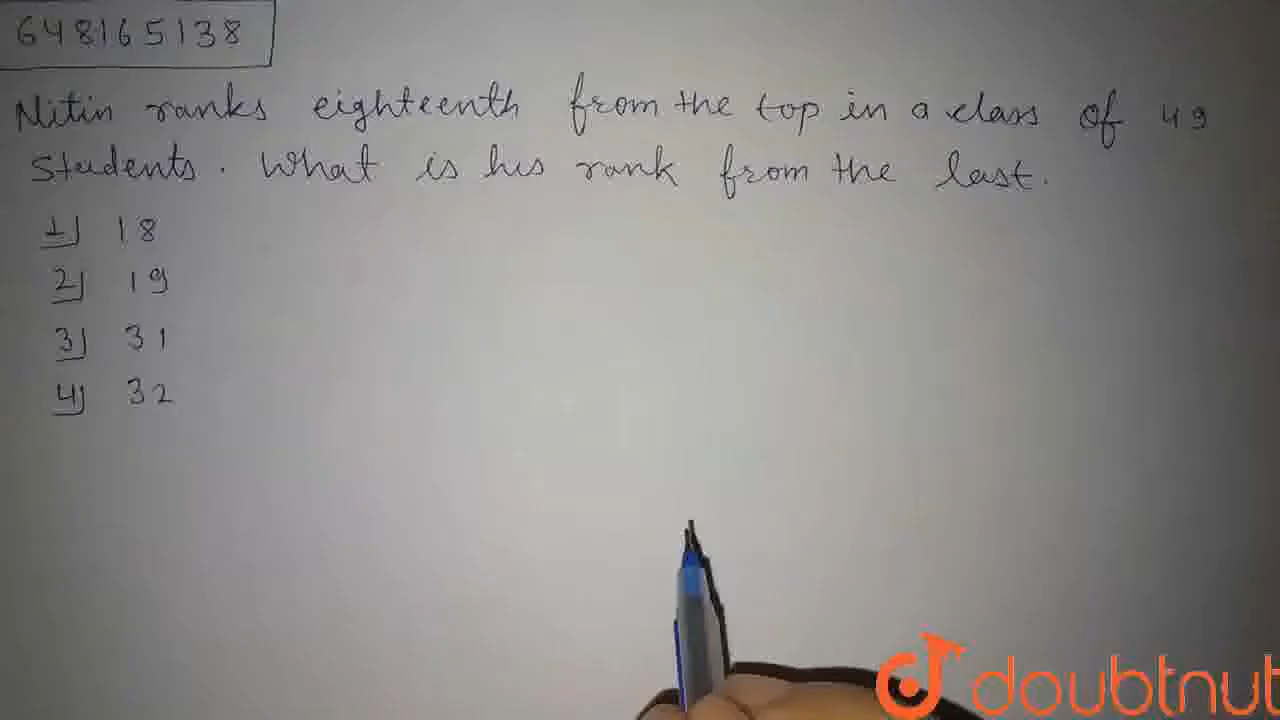 648165138
Nitin ranks eighteenth from the top in a class of 49
Students. What is his rank from the last.
1) 18
2) 19
3) 31
4) 32
doubtnut